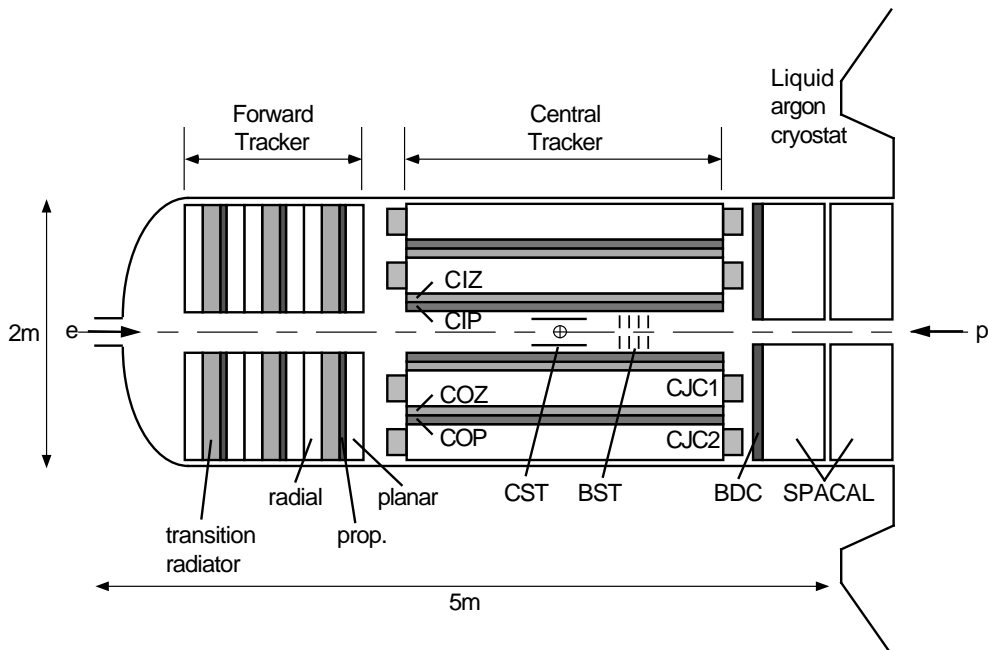 Forward
Tracker
Central
Tracker
Liquid
argon
cryostat
CIZ
CIP
2m
e
p
COZ
COP
CJC1
CJC2
CST
BST
BDC
SPACAL
radial
planar
transition
radiator
prop.
5m